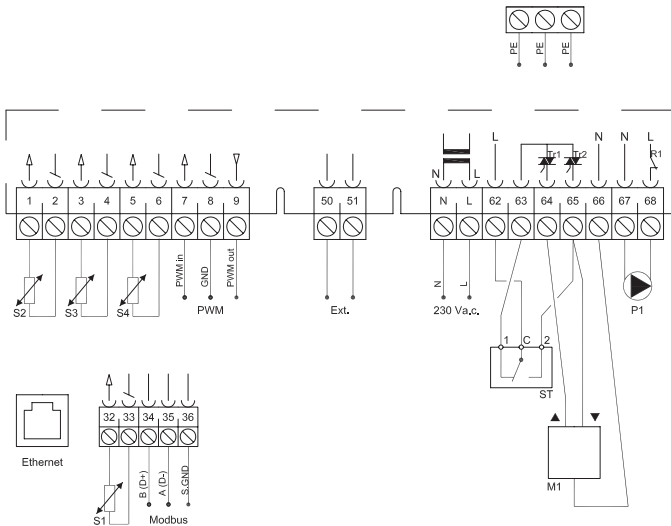 PE PE PE
N L L Tr1 Tr2 N N L
R1
1 2 3 4 5 6 7 8 9 50 51 N L 62 63 64 65 66 67 68
PWM in GND PWM out N L
S2 S3 S4 PWM Ext. 230 Va.c. P1
1 C 2
ST
32 33 34 35 36
Ethernet
B (D+) A (D-) S.GND
M1
S1 Modbus